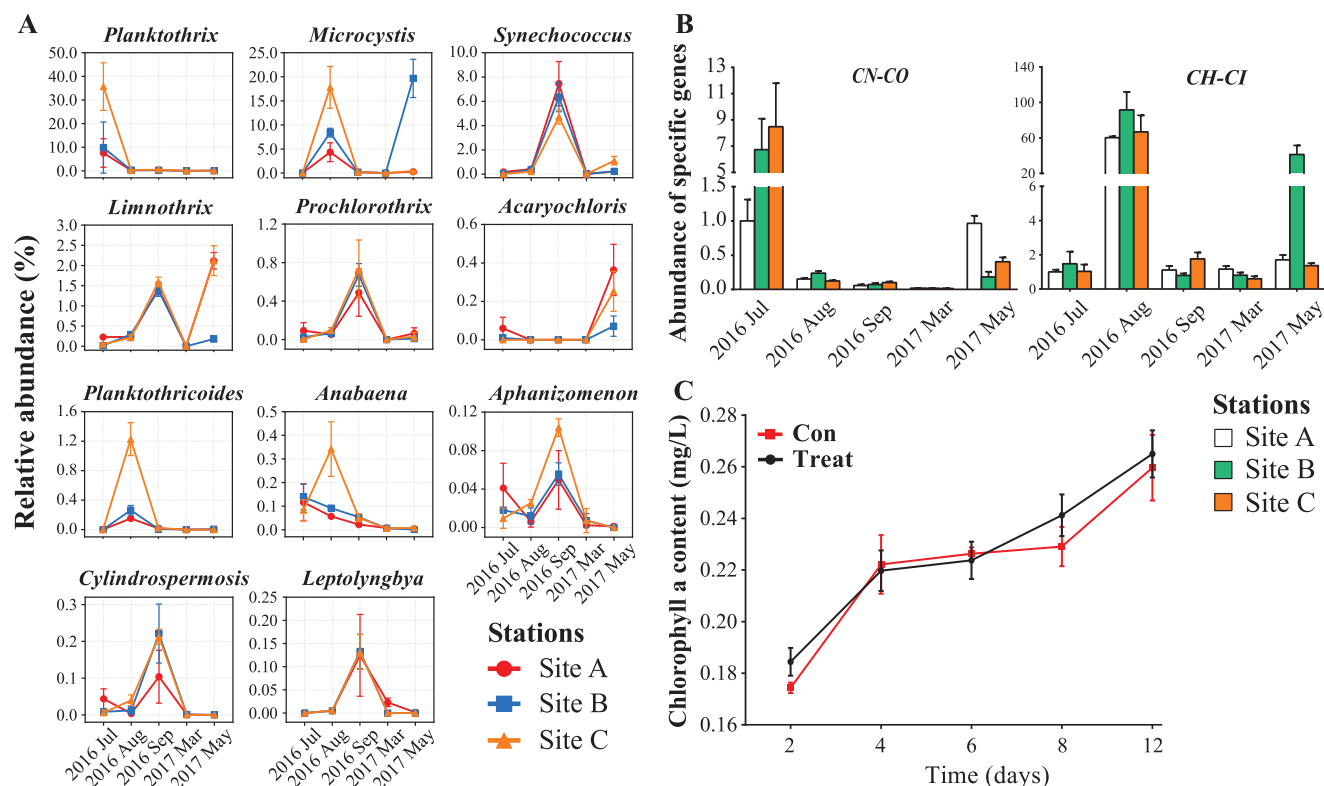 A
Relative abundance (%)
Planktothrix
50.0
40.0
30.0
20.0
10.0
0.0
Microcystis
25.0
20.0
15.0
10.0
5.0
0.0
Synechococcus
10.0
8.0
6.0
4.0
2.0
0.0
Limnothrix
3.0
2.5
2.0
1.5
1.0
0.5
0.0
Prochlorothrix
1.2
0.8
0.4
0.0
Acaryochloris
0.6
0.4
0.2
0.0
Planktothricoides
1.6
1.2
0.8
0.4
0.0
Anabaena
0.5
0.4
0.3
0.2
0.1
0.0
Aphanizomenon
0.12
0.08
0.04
0.00
2016 Jul
2016 Aug
2016 Sep
2017 Mar
2017 May
Cylindrospermosis
0.3
0.2
0.1
0.0
2016 Jul
2016 Aug
2016 Sep
2017 Mar
2017 May
Leptolyngbya
0.25
0.20
0.15
0.10
0.05
0.00
2016 Jul
2016 Aug
2016 Sep
2017 Mar
2017 May
Stations
Site A
Site B
Site C
B
Abundance of specific genes
CN-CO
13
11
9
7
5
1.5
1.0
0.5
0.0
2016 Jul
2016 Aug
2016 Sep
2017 Mar
2017 May
CH-CI
140
100
60
20
6
4
2
0
2016 Jul
2016 Aug
2016 Sep
2017 Mar
2017 May
Stations
Site A
Site B
Site C
C
Chlorophyll a content (mg/L)
0.28
0.26
0.24
0.22
0.20
0.18
0.16
Con
Treat
2 4 6 8 12
Time (days)